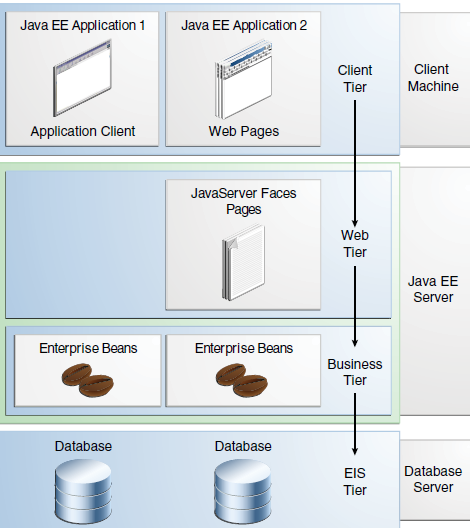 Java EE Application 1
Java EE Application 2
Client
Tier
Client
Machine
Application Client
Web Pages
JavaServer Faces
Pages
Web
Tier
Java EE
Server
Enterprise Beans
Enterprise Beans
Business
Tier
Database
Database
EIS
Tier
Database
Server